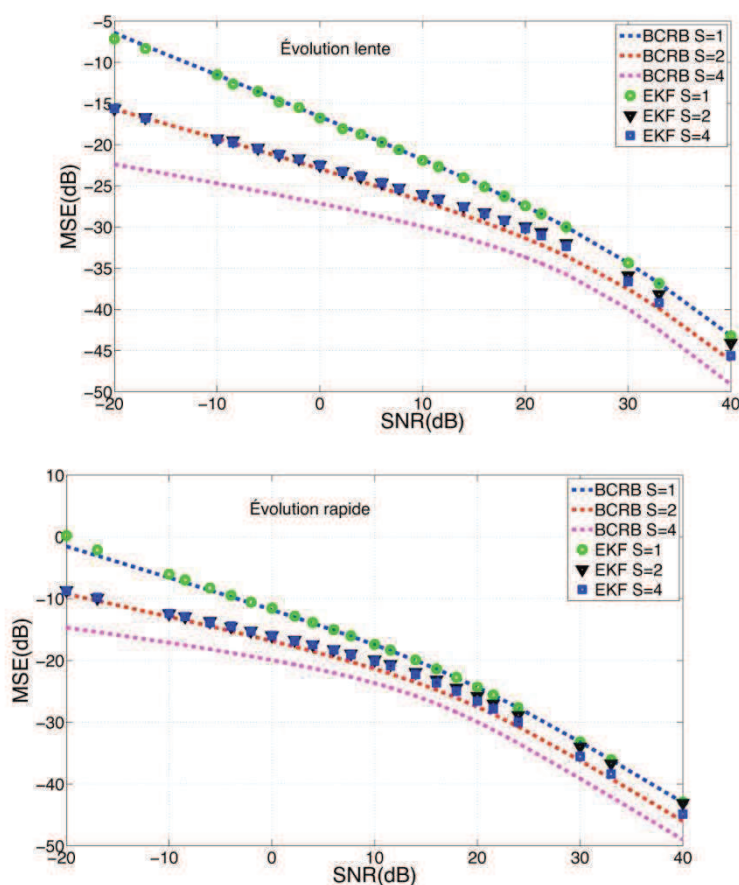 Évolution lente
BCRB S=1
BCRB S=2
BCRB S=4
EKF S=1
EKF S=2
EKF S=4
MSE(dB)
−5
−10
−15
−20
−25
−30
−35
−40
−45
−50
−20 −10 0 10 20 30 40
SNR(dB)
Évolution rapide
BCRB S=1
BCRB S=2
BCRB S=4
EKF S=1
EKF S=2
EKF S=4
MSE(dB)
10
0
−10
−20
−30
−40
−50
−20 −10 0 10 20 30 40
SNR(dB)